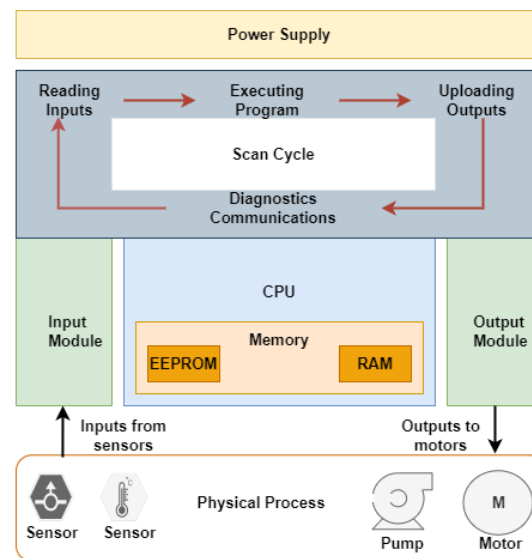 Power Supply
Reading
Inputs
Executing
Program
Uploading
Outputs
Scan Cycle
Diagnostics
Communications
Input
Module
CPU
Memory
EEPROM
RAM
Output
Module
Inputs from
sensors
Outputs to
motors
Sensor
°C
Sensor
Physical Process
Pump
M
Motor